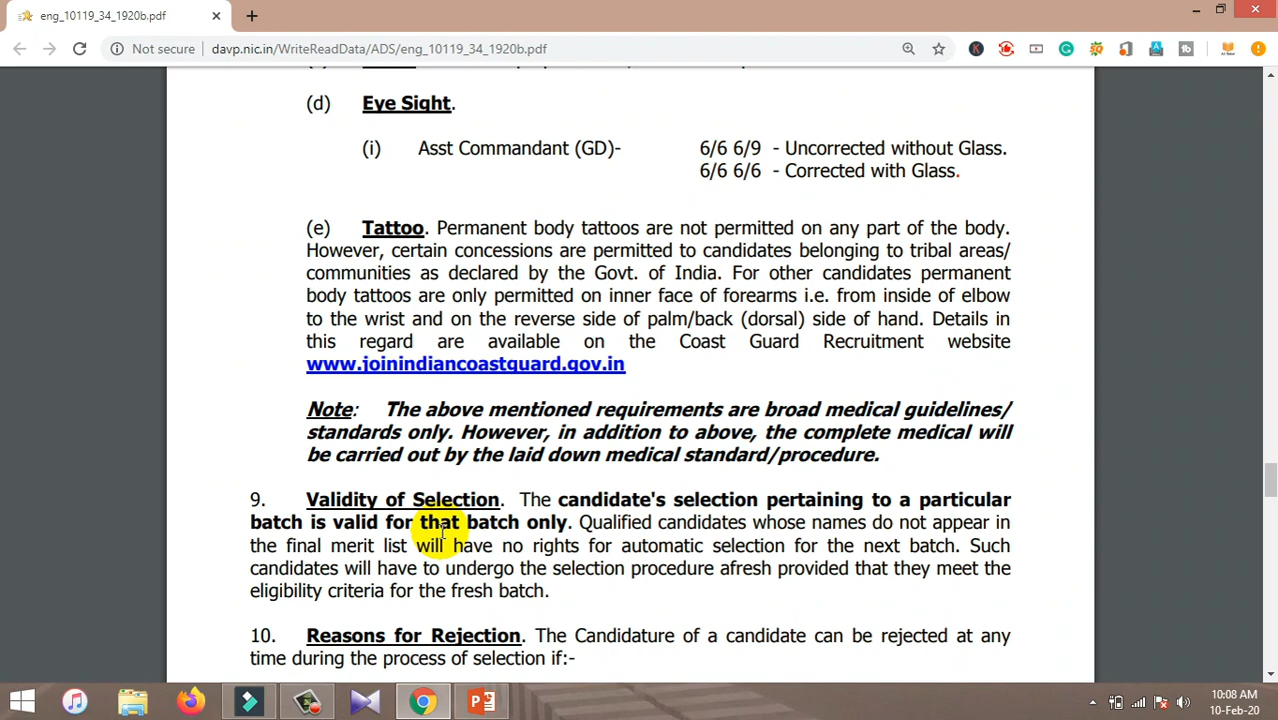 eng_10119_34_1920b.pdf
Not secure | davp.nic.in/WriteReadData/ADS/eng_10119_34_1920b.pdf
(d) Eye Sight.
(i) Asst Commandant (GD)- 6/6 6/9 - Uncorrected without Glass.
6/6 6/6 - Corrected with Glass.
(e) Tattoo. Permanent body tattoos are not permitted on any part of the body.
However, certain concessions are permitted to candidates belonging to tribal areas/
communities as declared by the Govt. of India. For other candidates permanent
body tattoos are only permitted on inner face of forearms i.e. from inside of elbow
to the wrist and on the reverse side of palm/back (dorsal) side of hand. Details in
this regard are available on the Coast Guard Recruitment website
www.joinindiancoastguard.gov.in
Note: The above mentioned requirements are broad medical guidelines/
standards only. However, in addition to above, the complete medical will
be carried out by the laid down medical standard/procedure.
9. Validity of Selection. The candidate's selection pertaining to a particular
batch is valid for that batch only. Qualified candidates whose names do not appear in
the final merit list will have no rights for automatic selection for the next batch. Such
candidates will have to undergo the selection procedure afresh provided that they meet the
eligibility criteria for the fresh batch.
10. Reasons for Rejection. The Candidature of a candidate can be rejected at any
time during the process of selection if:-
10:08 AM
10-Feb-20